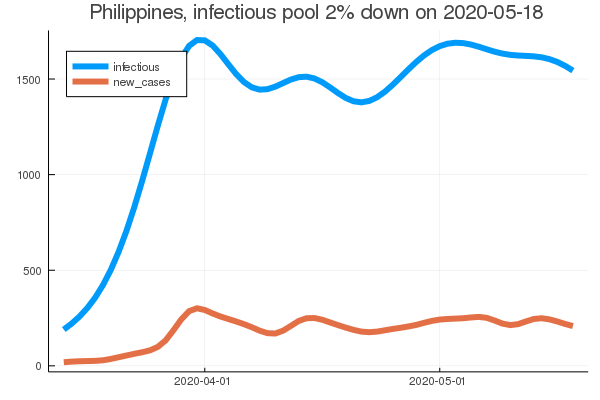 Philippines, infectious pool 2% down on 2020-05-18
infectious
new_cases
1500
1000
500
0
2020-04-01
2020-05-01